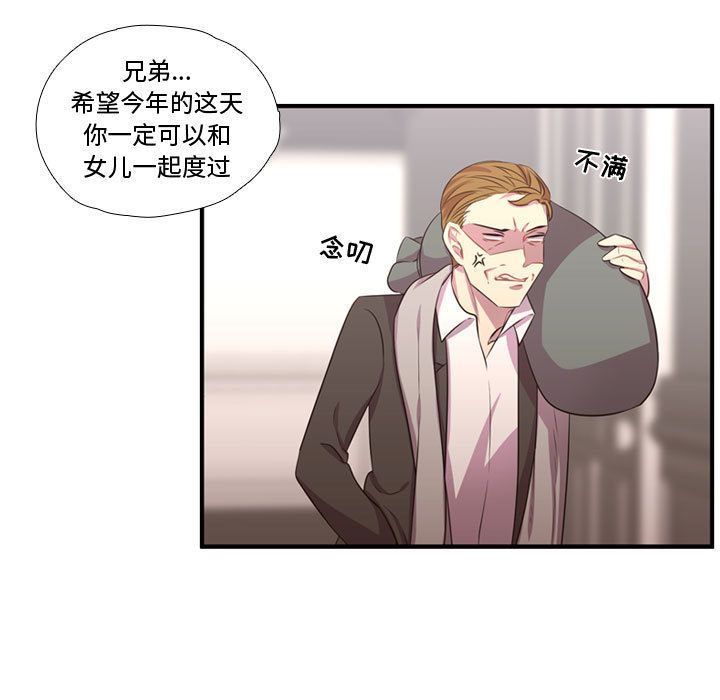 兄弟...
希望今年的这天
你一定可以和
女儿一起度过
不满
念叨